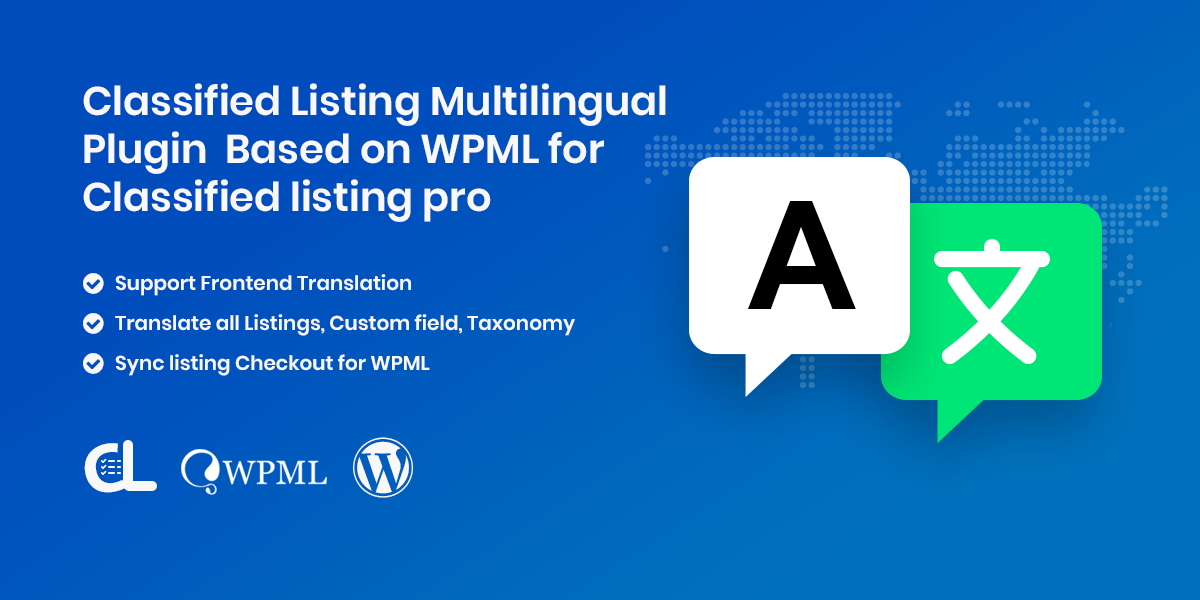 Classified Listing Multilingual
Plugin  Based on WPML for
Classified listing pro
Support Frontend Translation
Translate all Listings, Custom field, Taxonomy
Sync listing Checkout for WPML
CL WPML W
A
文